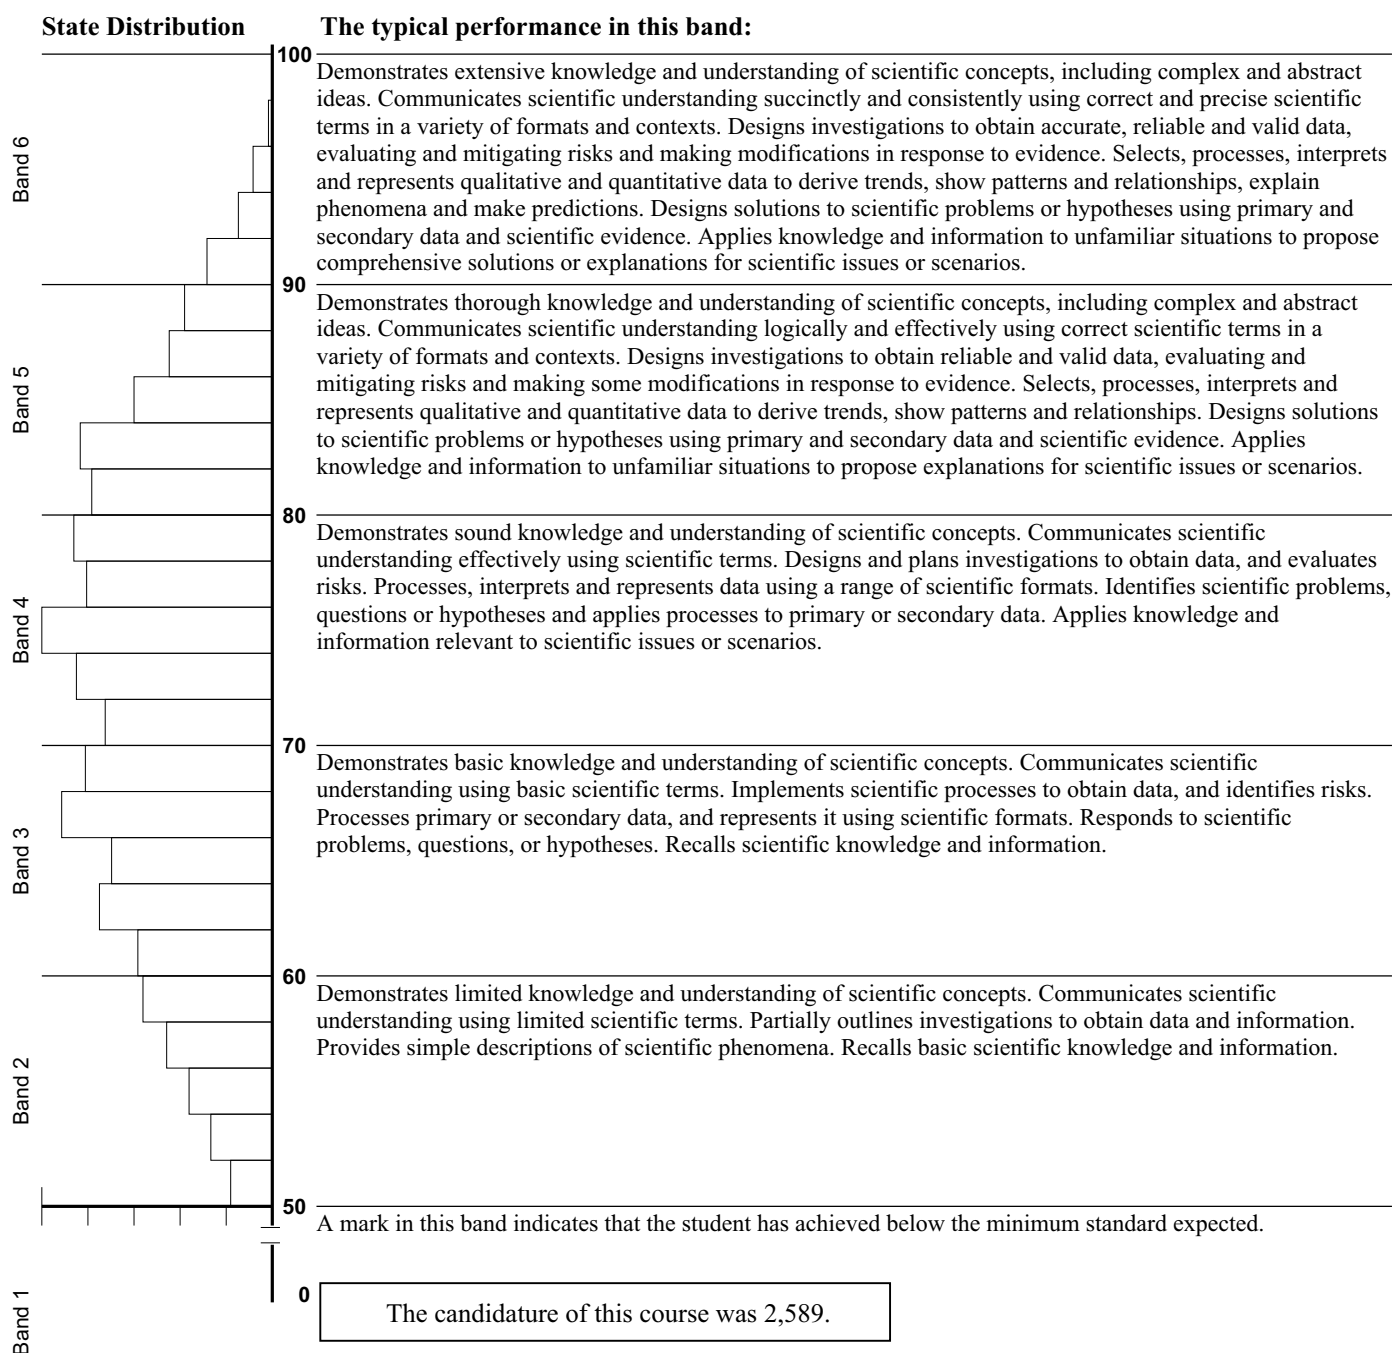 State Distribution
The typical performance in this band:
100
Band 6
Demonstrates extensive knowledge and understanding of scientific concepts, including complex and abstract
ideas. Communicates scientific understanding succinctly and consistently using correct and precise scientific
terms in a variety of formats and contexts. Designs investigations to obtain accurate, reliable and valid data,
evaluating and mitigating risks and making modifications in response to evidence. Selects, processes, interprets
and represents qualitative and quantitative data to derive trends, show patterns and relationships, explain
phenomena and make predictions. Designs solutions to scientific problems or hypotheses using primary and
secondary data and scientific evidence. Applies knowledge and information to unfamiliar situations to propose
comprehensive solutions or explanations for scientific issues or scenarios.
90
Band 5
Demonstrates thorough knowledge and understanding of scientific concepts, including complex and abstract
ideas. Communicates scientific understanding logically and effectively using correct scientific terms in a
variety of formats and contexts. Designs investigations to obtain reliable and valid data, evaluating and
mitigating risks and making some modifications in response to evidence. Selects, processes, interprets and
represents qualitative and quantitative data to derive trends, show patterns and relationships. Designs solutions
to scientific problems or hypotheses using primary and secondary data and scientific evidence. Applies
knowledge and information to unfamiliar situations to propose explanations for scientific issues or scenarios.
80
Band 4
Demonstrates sound knowledge and understanding of scientific concepts. Communicates scientific
understanding effectively using scientific terms. Designs and plans investigations to obtain data, and evaluates
risks. Processes, interprets and represents data using a range of scientific formats. Identifies scientific problems,
questions or hypotheses and applies processes to primary or secondary data. Applies knowledge and
information relevant to scientific issues or scenarios.
70
Band 3
Demonstrates basic knowledge and understanding of scientific concepts. Communicates scientific
understanding using basic scientific terms. Implements scientific processes to obtain data, and identifies risks.
Processes primary or secondary data, and represents it using scientific formats. Responds to scientific
problems, questions, or hypotheses. Recalls scientific knowledge and information.
60
Band 2
Demonstrates limited knowledge and understanding of scientific concepts. Communicates scientific
understanding using limited scientific terms. Partially outlines investigations to obtain data and information.
Provides simple descriptions of scientific phenomena. Recalls basic scientific knowledge and information.
50
A mark in this band indicates that the student has achieved below the minimum standard expected.
Band 1
0
The candidature of this course was 2,589.